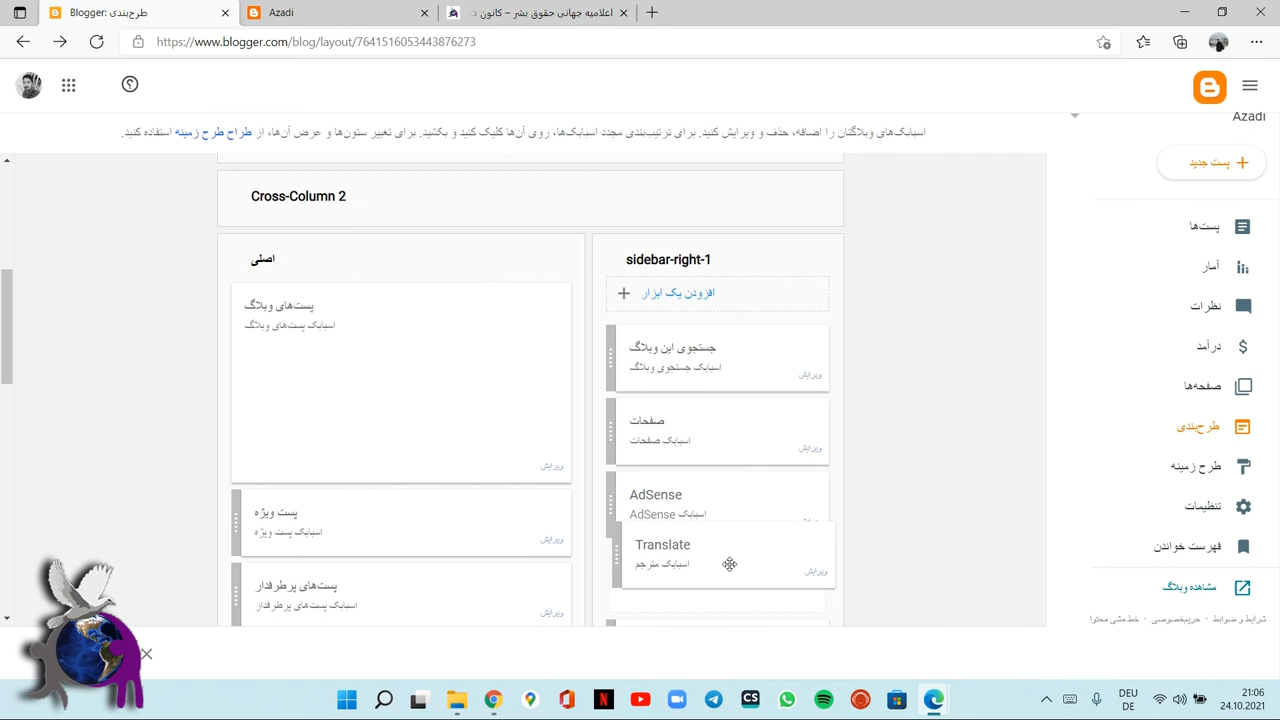 Blogger: طرح‌بندی
Azadi
اعلامیه جهانی حقوق بشر – کانون دف
https://www.blogger.com/blog/layout/7641516053443876273
Azadi
اسبابک‌های وبلاگتان را اضافه، حذف و ویرایش کنید. برای ترتیب‌بندی مجدد اسبابک‌ها، روی آن‌ها کلیک کنید و بکشید. برای تغییر ستون‌ها و عرض آن‌ها، از طراح طرح زمینه استفاده کنید.
پست جدید
پست‌ها
آمار
نظرات
درآمد
صفحه‌ها
طرح‌بندی
طرح زمینه
تنظیمات
فهرست خواندن
مشاهده وبلاگ
شرایط و ضوابط · حریم‌خصوصی · خط مشی محتوا
Cross-Column 2
اصلی
پست‌های وبلاگ
اسبابک پست‌های وبلاگ
ویرایش
پست ویژه
اسبابک پست ویژه
ویرایش
پست‌های پرطرفدار
اسبابک پست‌های پرطرفدار
ویرایش
sidebar-right-1
افزودن یک ابزار
جستجوی این وبلاگ
اسبابک جستجوی وبلاگ
ویرایش
صفحات
اسبابک صفحات
ویرایش
AdSense
اسبابک AdSense
Translate
اسبابک مترجم
ویرایش
CS
DEU
DE
21:06
24.10.2021